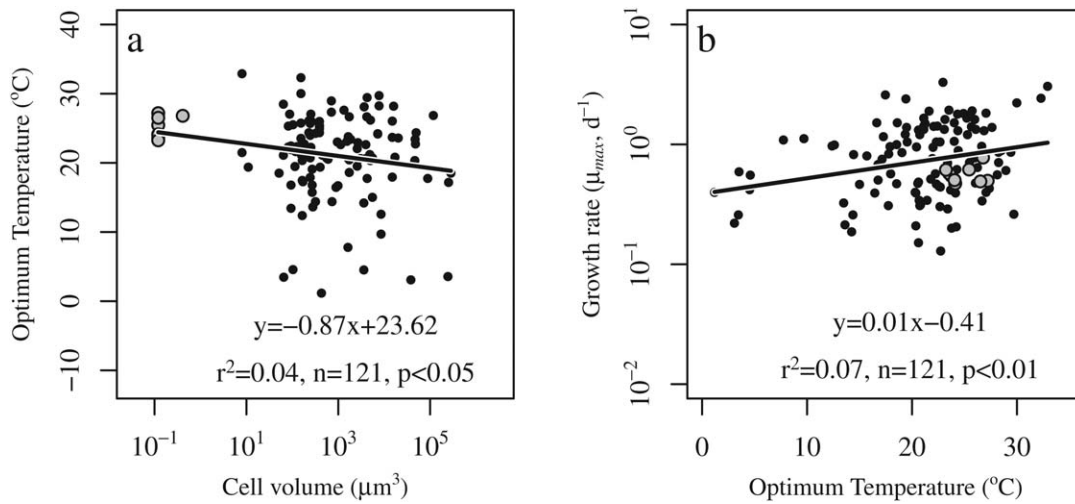 a
Optimum Temperature (°C)
40
30
20
10
0
−10
y=−0.87x+23.62
r²=0.04, n=121, p<0.05
10⁻¹ 10¹ 10³ 10⁵
Cell volume (μm³)
b
Growth rate (μmax, d⁻¹)
10¹
10⁰
10⁻¹
10⁻²
y=0.01x−0.41
r²=0.07, n=121, p<0.01
0 10 20 30
Optimum Temperature (°C)